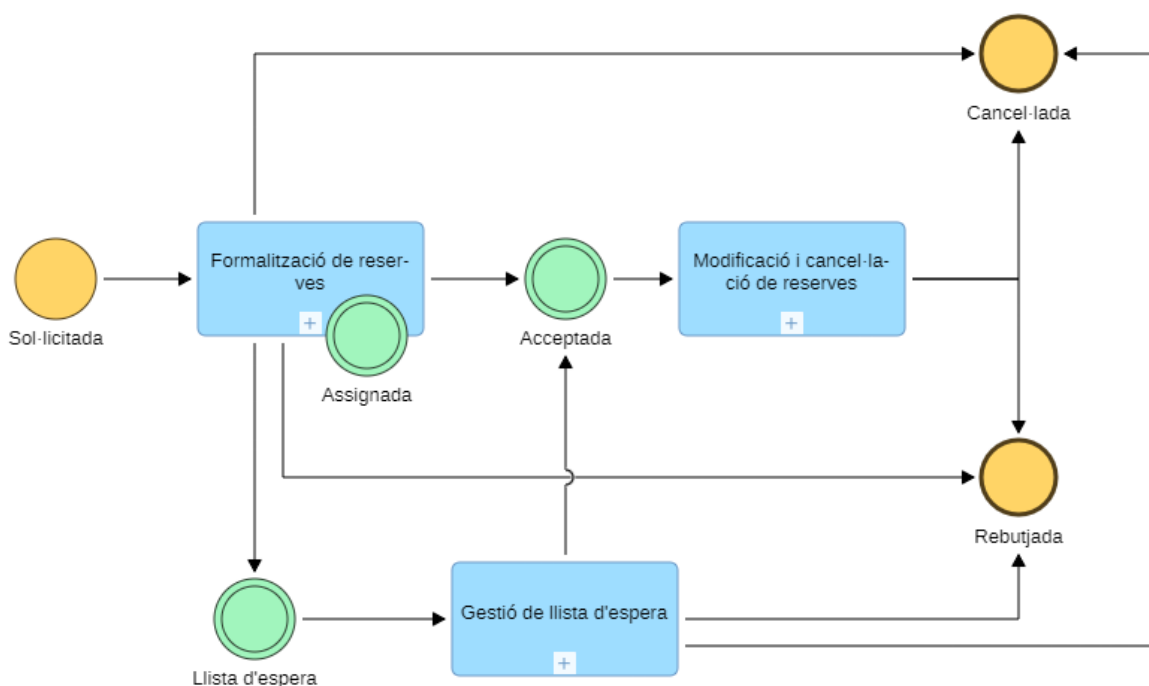 Cancel·lada
Formalització de reser-
ves
Modificació i cancel·la-
ció de reserves
Sol·licitada
Acceptada
Assignada
Rebutjada
Gestió de llista d'espera
Llista d'espera